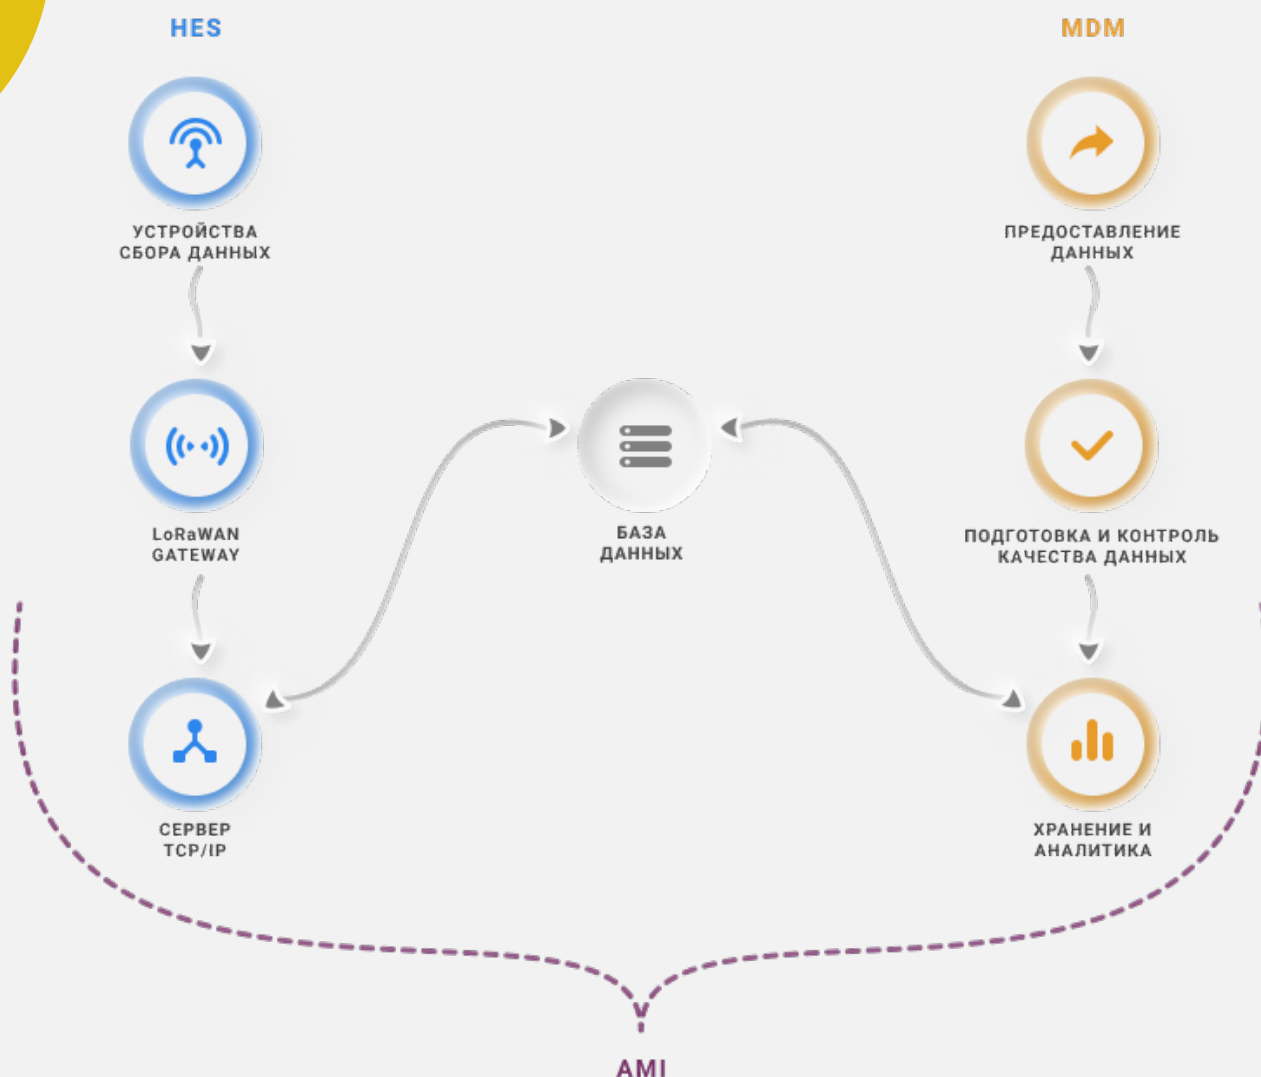 HES
MDM
УСТРОЙСТВА
СБОРА ДАННЫХ
ПРЕДОСТАВЛЕНИЕ
ДАННЫХ
LoRaWAN
GATEWAY
БАЗА
ДАННЫХ
ПОДГОТОВКА И КОНТРОЛЬ
КАЧЕСТВА ДАННЫХ
СЕРВЕР
TCP/IP
ХРАНЕНИЕ И
АНАЛИТИКА
AMI